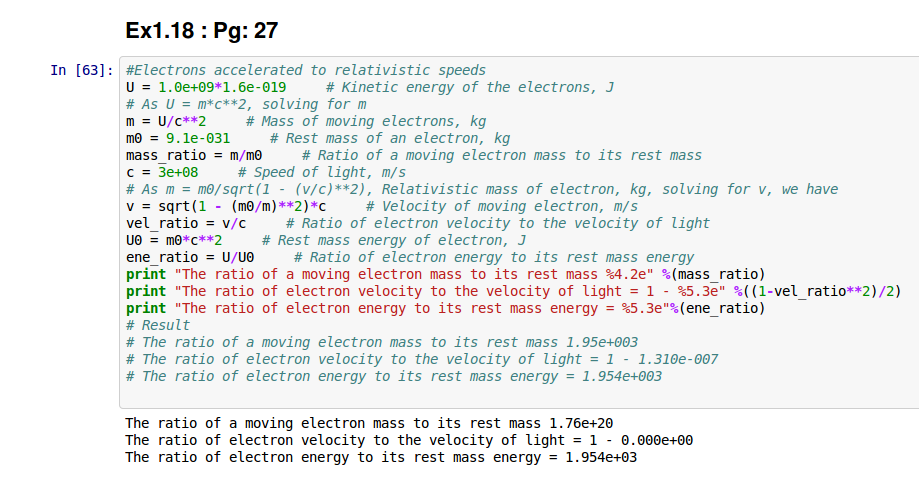 Ex1.18 : Pg: 27
In [63]:
#Electrons accelerated to relativistic speeds
U = 1.0e+09*1.6e-019     # Kinetic energy of the electrons, J
# As U = m*c**2, solving for m
m = U/c**2     # Mass of moving electrons, kg
m0 = 9.1e-031     # Rest mass of an electron, kg
mass_ratio = m/m0     # Ratio of a moving electron mass to its rest mass
c = 3e+08     # Speed of light, m/s
# As m = m0/sqrt(1 - (v/c)**2), Relativistic mass of electron, kg, solving for v, we have
v = sqrt(1 - (m0/m)**2)*c     # Velocity of moving electron, m/s
vel_ratio = v/c     # Ratio of electron velocity to the velocity of light
U0 = m0*c**2     # Rest mass energy of electron, J
ene_ratio = U/U0     # Ratio of electron energy to its rest mass energy
print "The ratio of a moving electron mass to its rest mass %4.2e" %(mass_ratio)
print "The ratio of electron velocity to the velocity of light = 1 - %5.3e" %((1-vel_ratio**2)/2)
print "The ratio of electron energy to its rest mass energy = %5.3e"%(ene_ratio)
# Result
# The ratio of a moving electron mass to its rest mass 1.95e+003
# The ratio of electron velocity to the velocity of light = 1 - 1.310e-007
# The ratio of electron energy to its rest mass energy = 1.954e+003
The ratio of a moving electron mass to its rest mass 1.76e+20
The ratio of electron velocity to the velocity of light = 1 - 0.000e+00
The ratio of electron energy to its rest mass energy = 1.954e+03